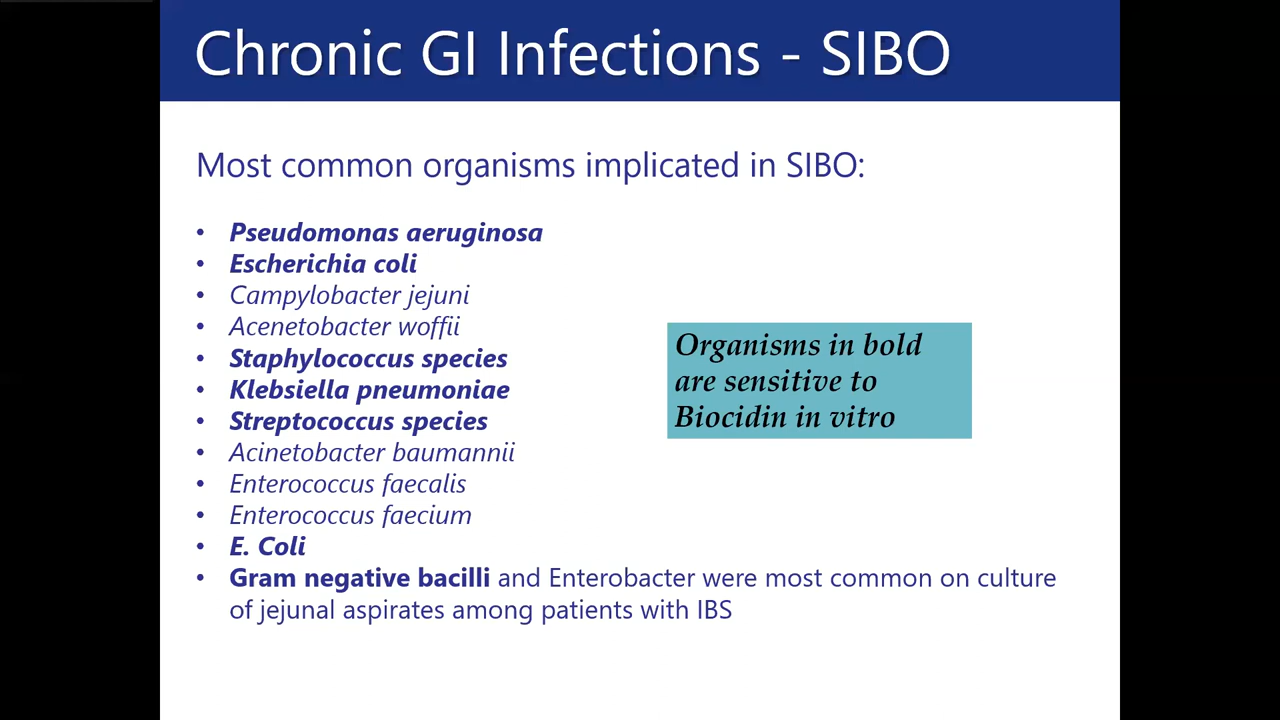 Chronic GI Infections - SIBO
Most common organisms implicated in SIBO:
• Pseudomonas aeruginosa
• Escherichia coli
• Campylobacter jejuni
• Acenetobacter woffii
• Staphylococcus species
• Klebsiella pneumoniae
• Streptococcus species
• Acinetobacter baumannii
• Enterococcus faecalis
• Enterococcus faecium
• E. Coli
• Gram negative bacilli and Enterobacter were most common on culture
of jejunal aspirates among patients with IBS
Organisms in bold
are sensitive to
Biocidin in vitro